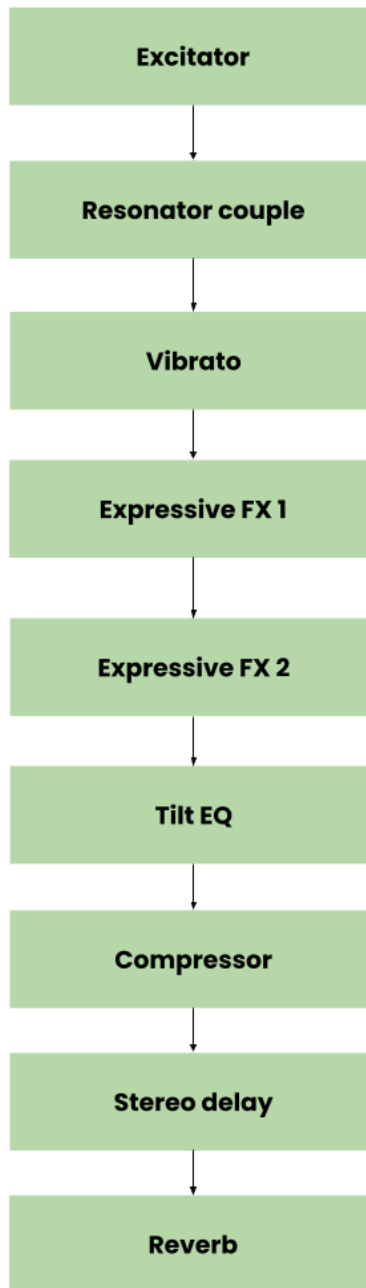 Excitator
Resonator couple
Vibrato
Expressive FX 1
Expressive FX 2
Tilt EQ
Compressor
Stereo delay
Reverb